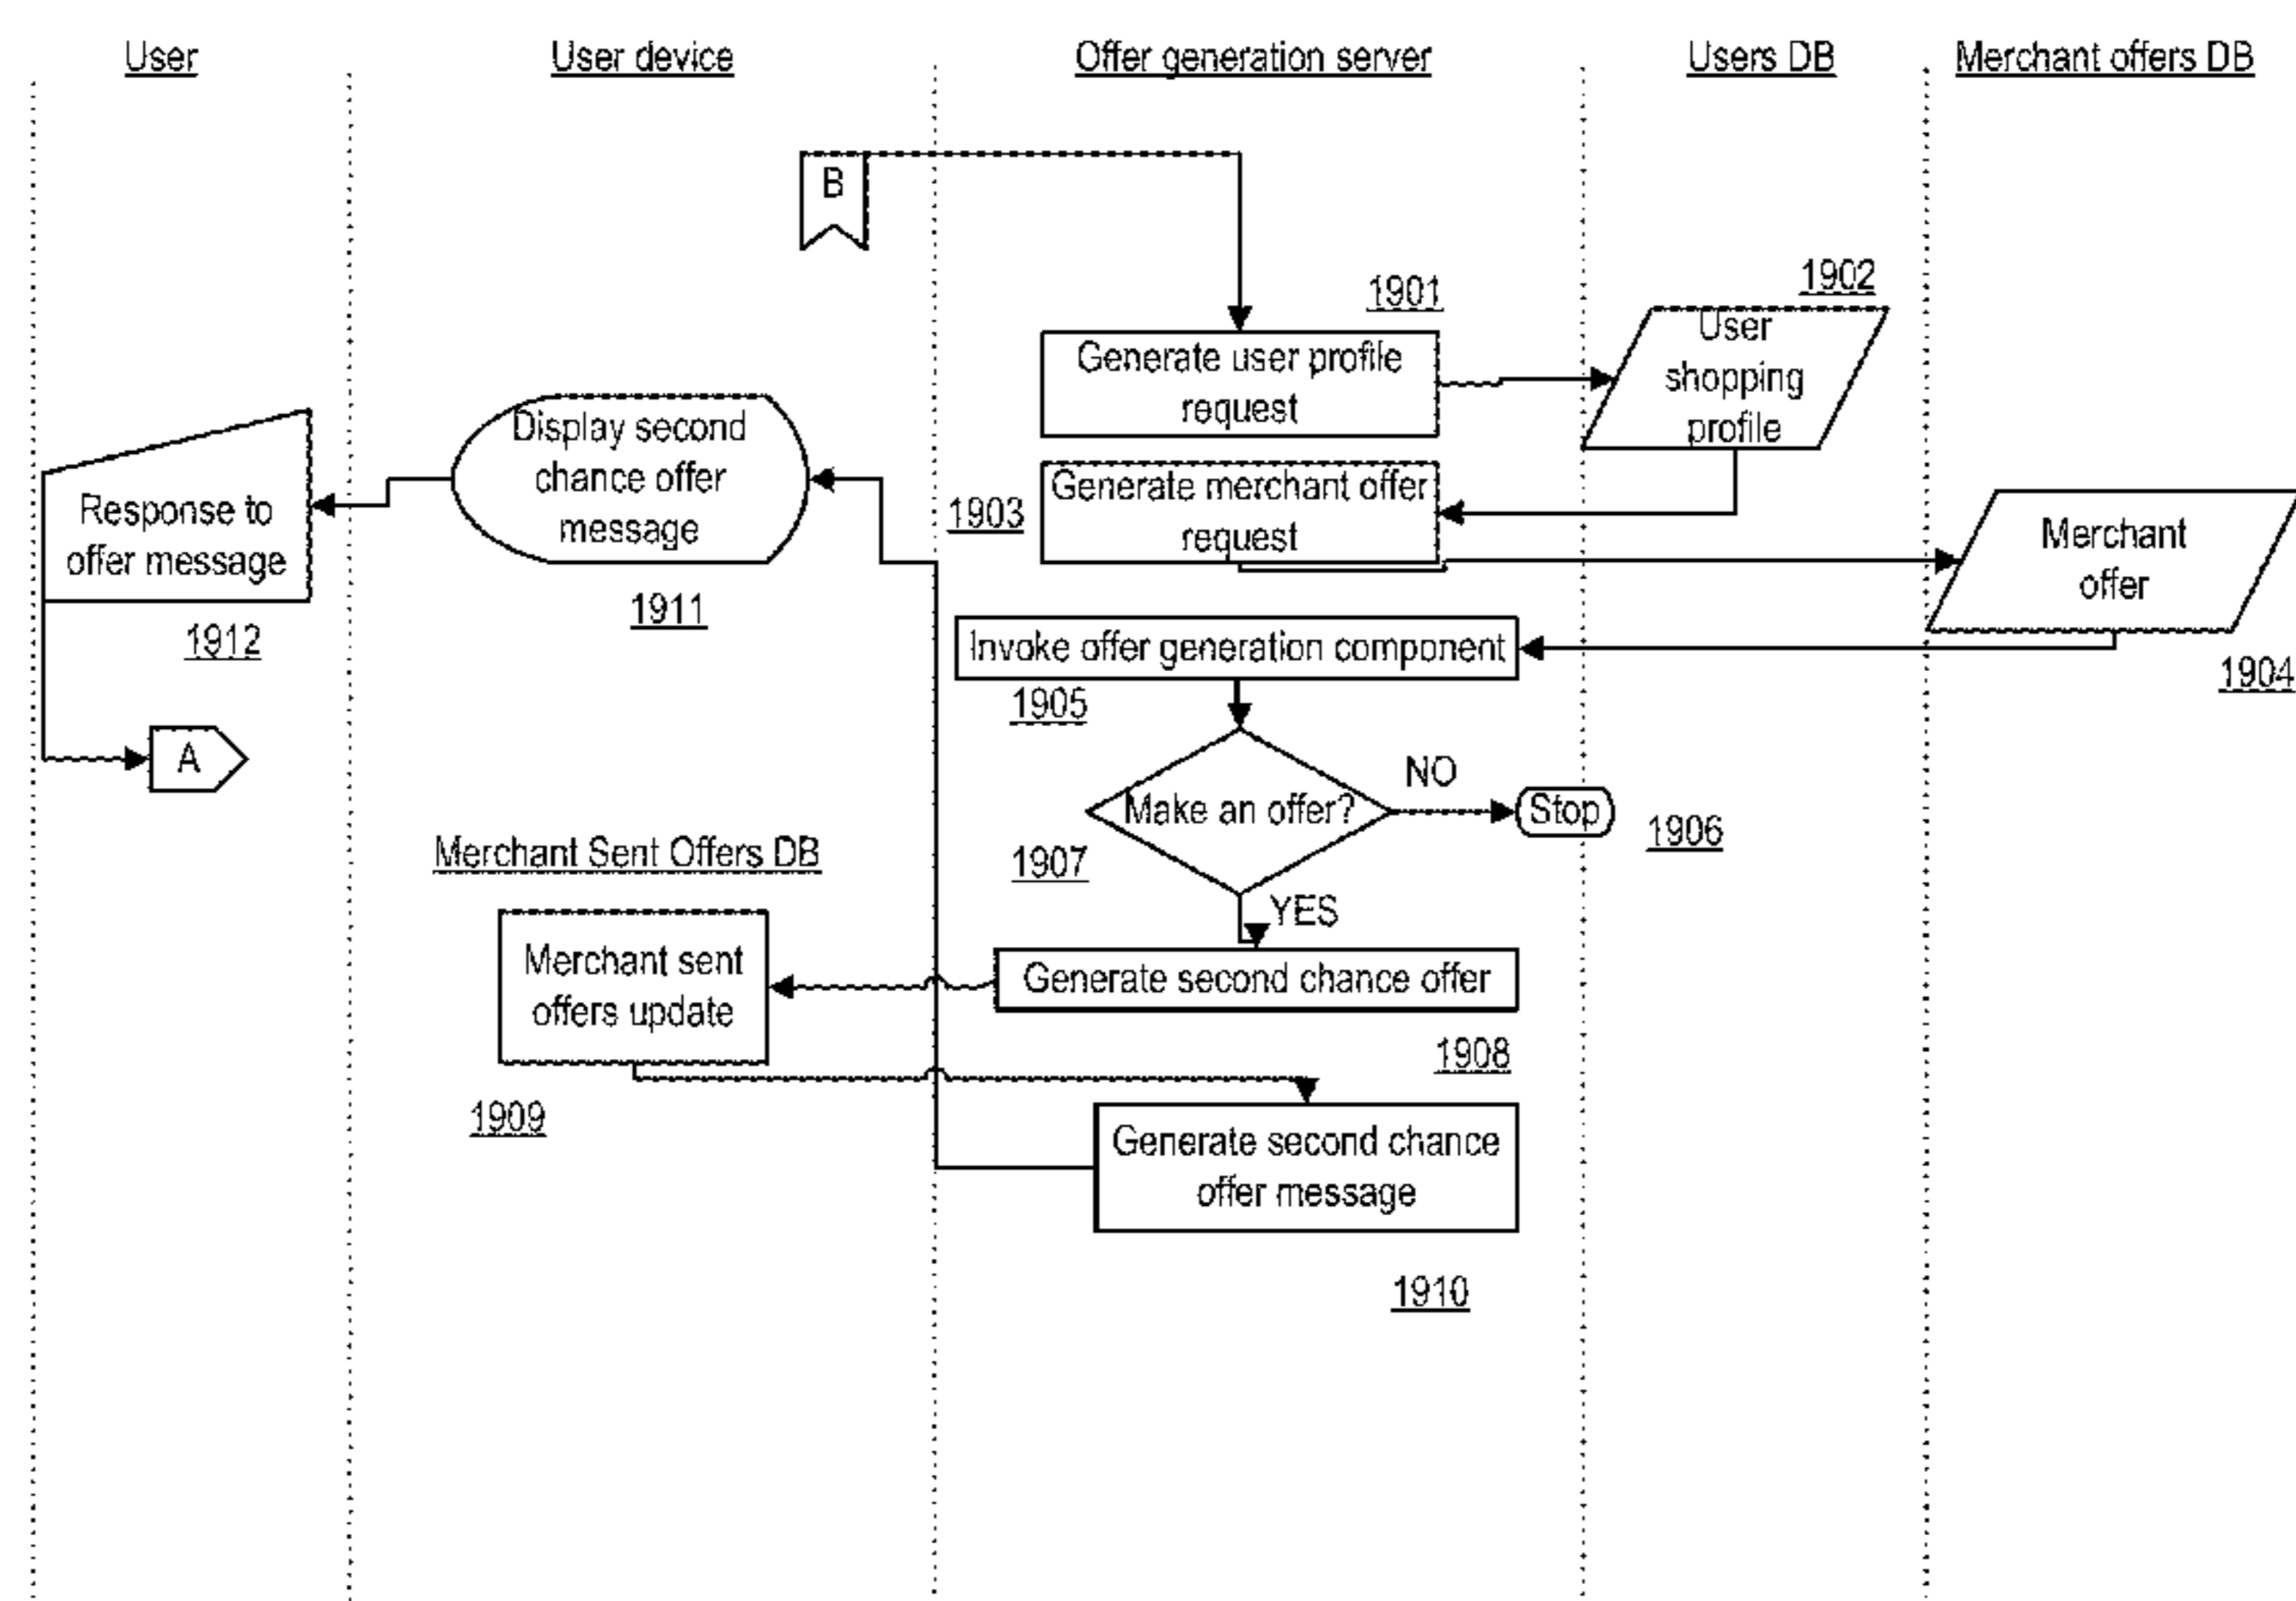 User
User device
Offer generation server
Users DB
Merchant offers DB
B
1901
1902
Generate user profile
request
User
shopping
profile
Display second
chance offer
message
1911
Response to
offer message
1912
A
1903
Generate merchant offer
request
Merchant
offer
1904
Invoke offer generation component
1905
Make an offer?
NO
Stop
1906
1907
YES
Merchant Sent Offers DB
Merchant sent
offers update
1909
Generate second chance offer
1908
Generate second chance
offer message
1910